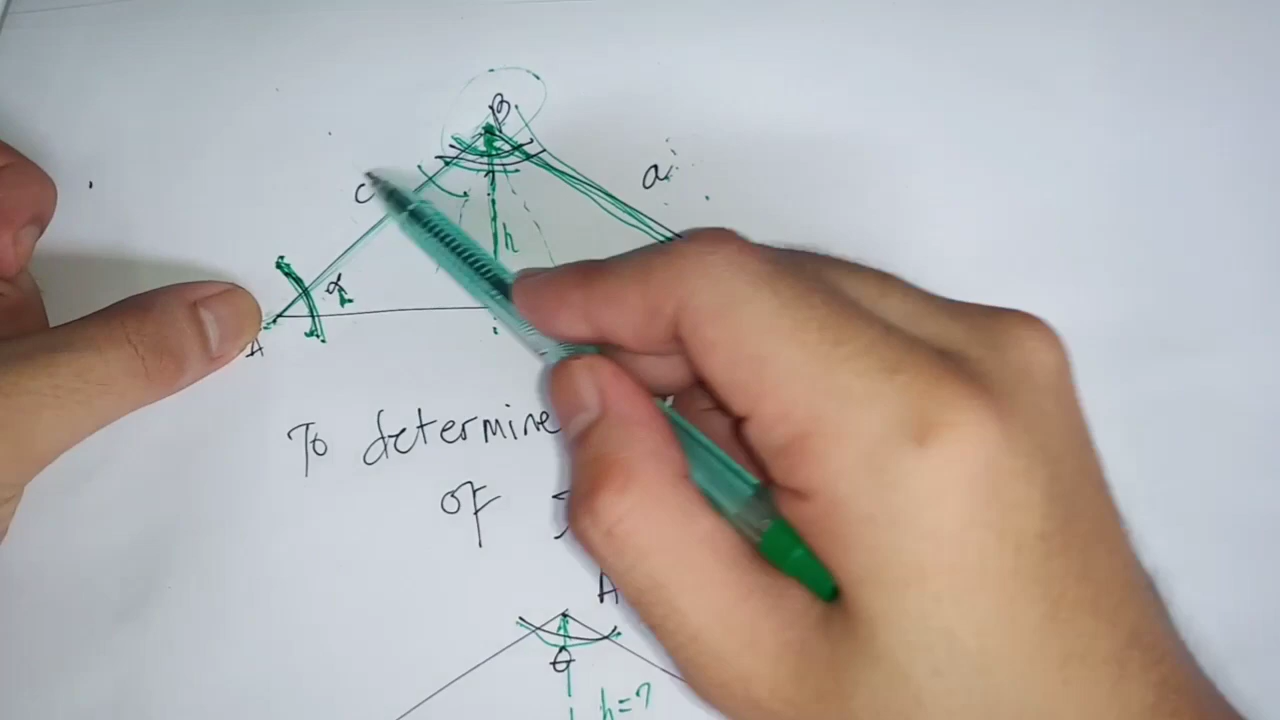 β
a
c
h
α
A
To determine
of
A
θ
h=?